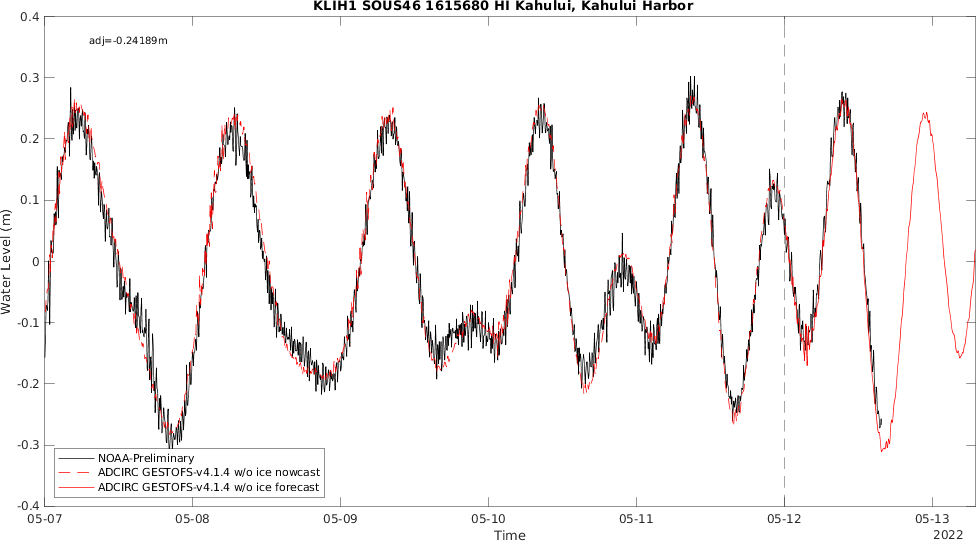 KLIH1 SOUS46 1615680 HI Kahului, Kahului Harbor
adj=-0.24189m
0.4
0.3
0.2
0.1
0
-0.1
-0.2
-0.3
-0.4
Water Level (m)
NOAA-Preliminary
ADCIRC GESTOFS-v4.1.4 w/o ice nowcast
ADCIRC GESTOFS-v4.1.4 w/o ice forecast
05-07 05-08 05-09 05-10 05-11 05-12 05-13
Time
2022